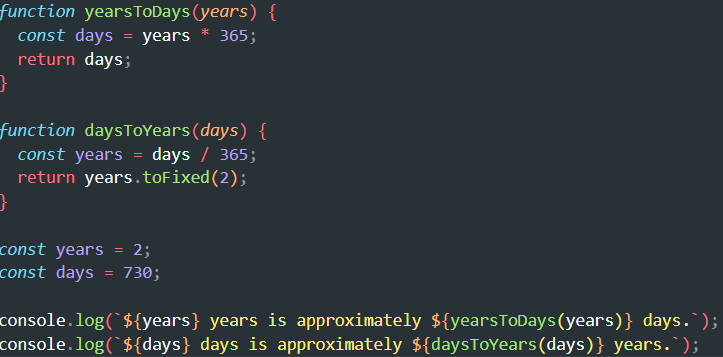 function yearsToDays(years) {
  const days = years * 365;
  return days;
}

function daysToYears(days) {
  const years = days / 365;
  return years.toFixed(2);
}

const years = 2;
const days = 730;

console.log(`${years} years is approximately ${yearsToDays(years)} days.`);
console.log(`${days} days is approximately ${daysToYears(days)} years.`);